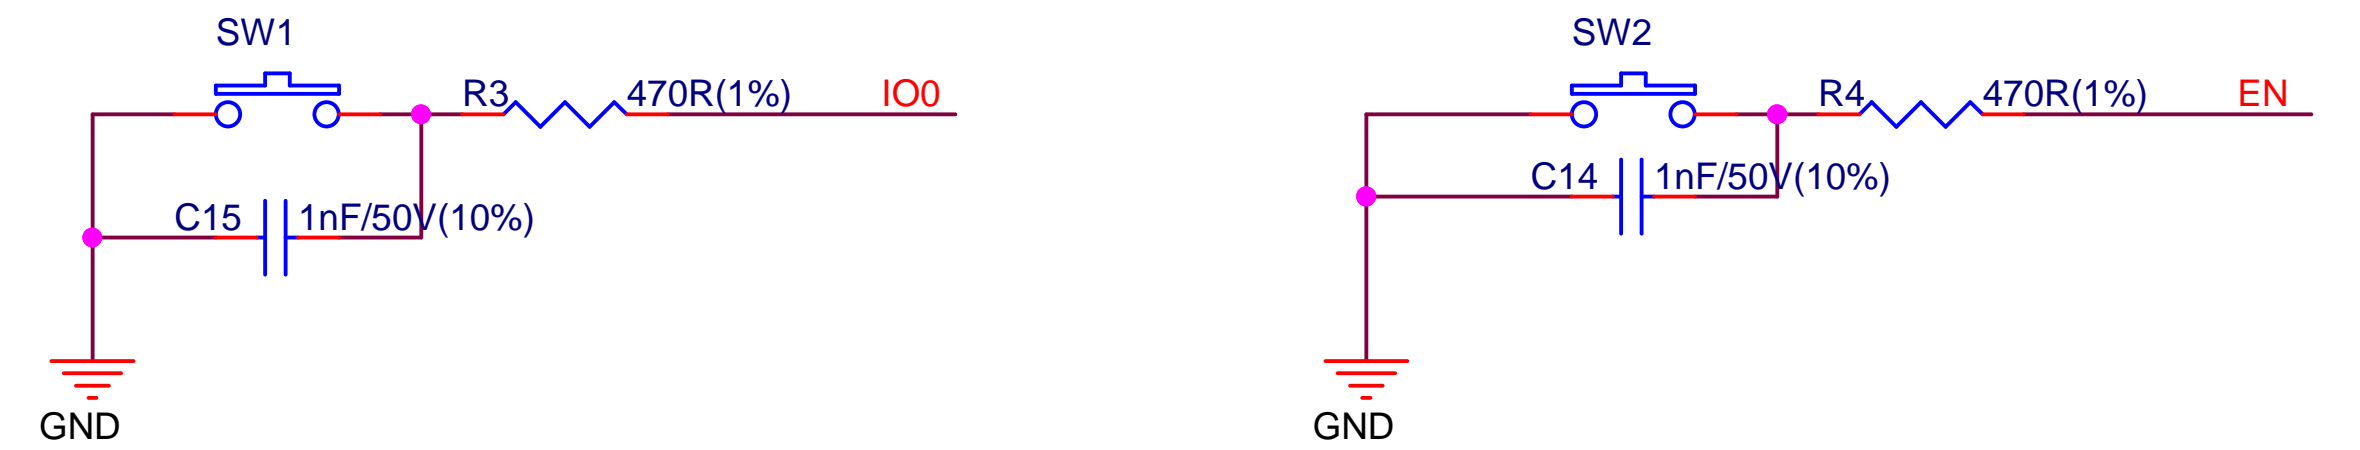 SW1
R3 470R(1%) IO0
C15 1nF/50V(10%)
GND
SW2
R4 470R(1%) EN
C14 1nF/50V(10%)
GND